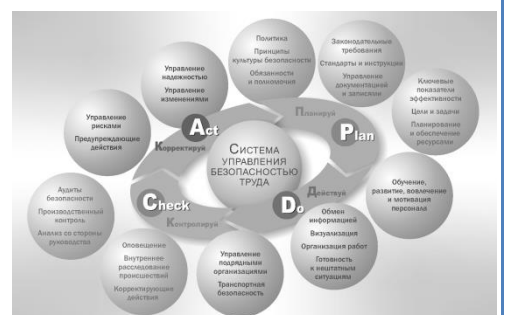 Политика
Принципы
культуры безопасности
Обязанности
и полномочия
Законодательные
требования
Стандарты и инструкции
Управление
документацией
и записями
Ключевые
показатели
эффективности
Цели и задачи
Планирование
и обеспечение
ресурсами
Обучение,
развитие, вовлечение
и мотивация
персонала
Обмен
информацией
Визуализация
Организация работ
Готовность
к нештатным
ситуациям
Управление
подрядными
организациями
Транспортная
безопасность
Оповещение
Внутреннее
расследование
происшествий
Корректирующие
действия
Аудиты
безопасности
Производственный
контроль
Анализ со стороны
руководства
Управление
рисками
Предупреждающие
действия
Управление
надежностью
Управление
изменениями
Act
Корректируй
Планируй
Plan
СИСТЕМА
УПРАВЛЕНИЯ
БЕЗОПАСНОСТЬЮ
ТРУДА
Check
Контролируй
Действуй
Do